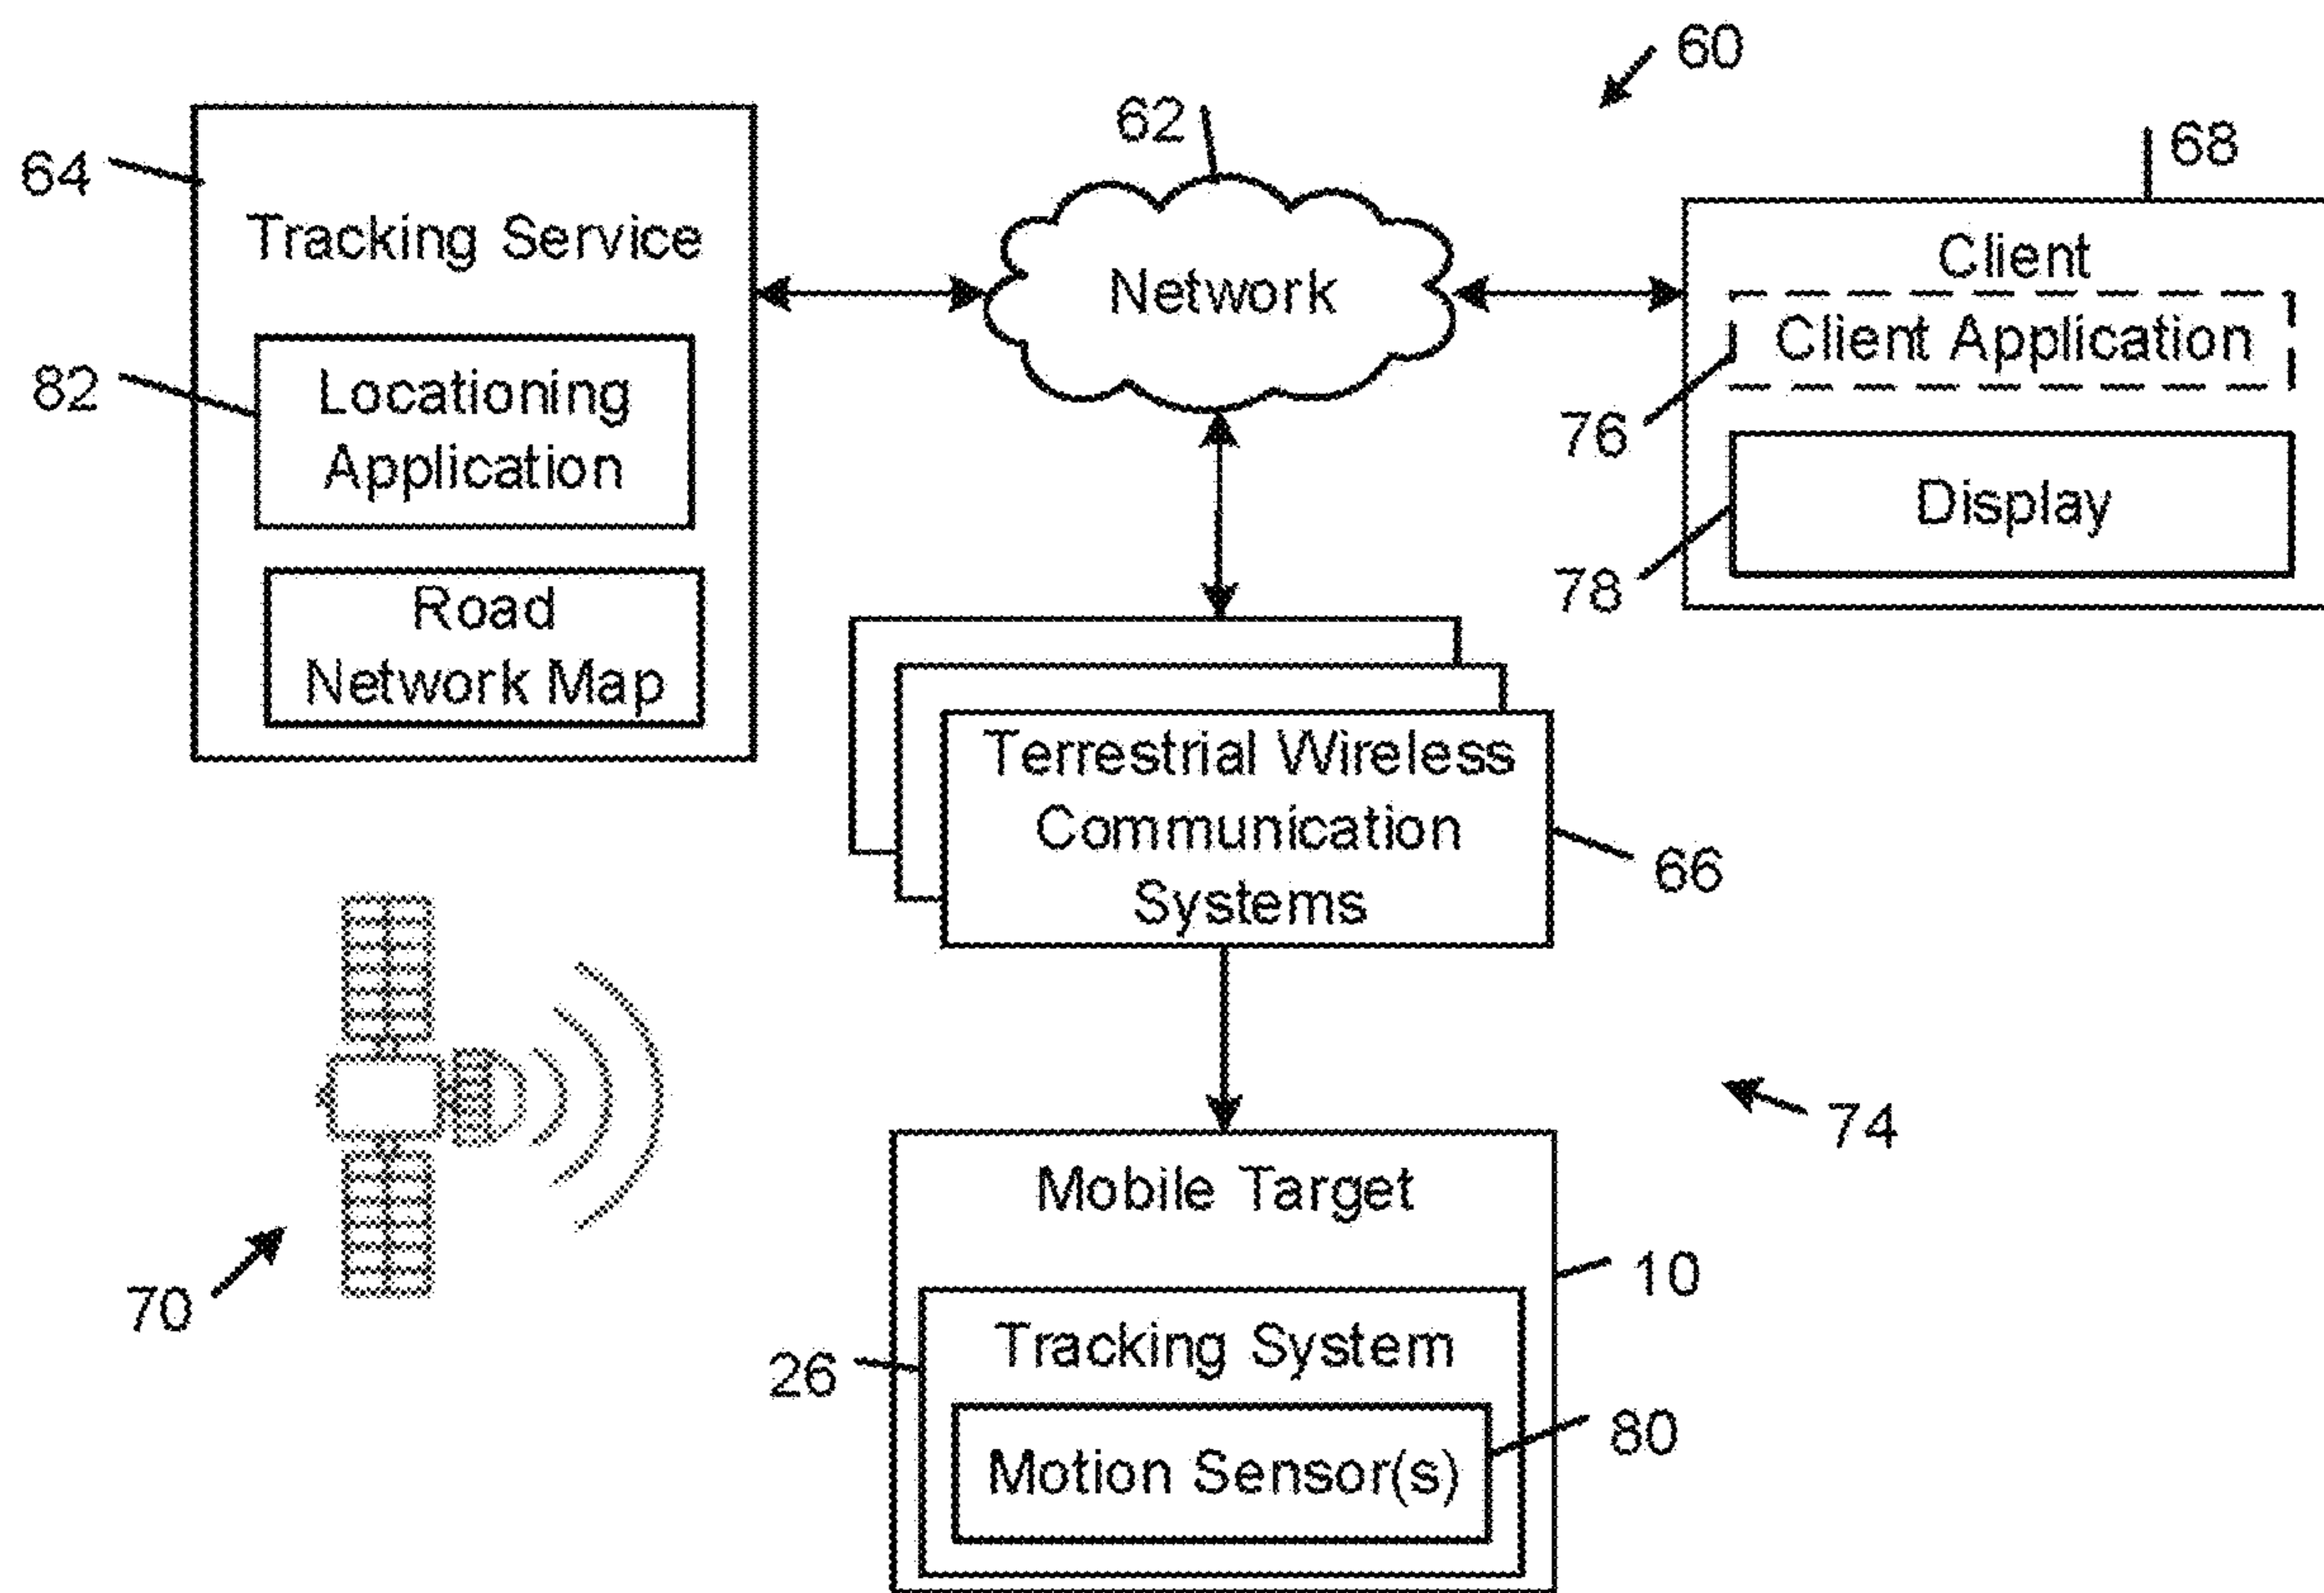 60
62
68
64
Tracking Service
Client
Network
Client Application
82
Locationing
Application
76
Display
78
Road
Network Map
Terrestrial Wireless
Communication
Systems
66
74
Mobile Target
70
10
Tracking System
26
80
Motion Sensor(s)